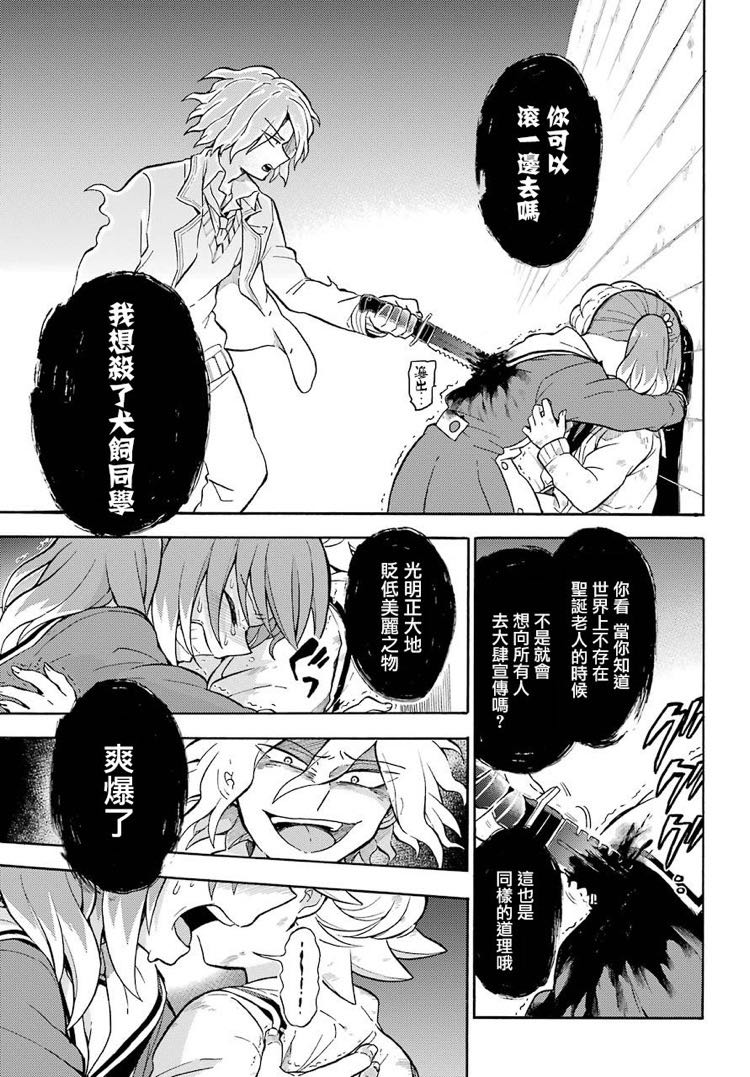 你可以
滾一邊去嗎
溢出…
我想殺了犬飼同學
你看 當你知道
世界上不存在
聖誕老人的時候
不是就會
想向所有人
去大肆宣傳嗎？
這也是
同樣的道理哦
光明正大地
貶低美麗之物
爽爆了